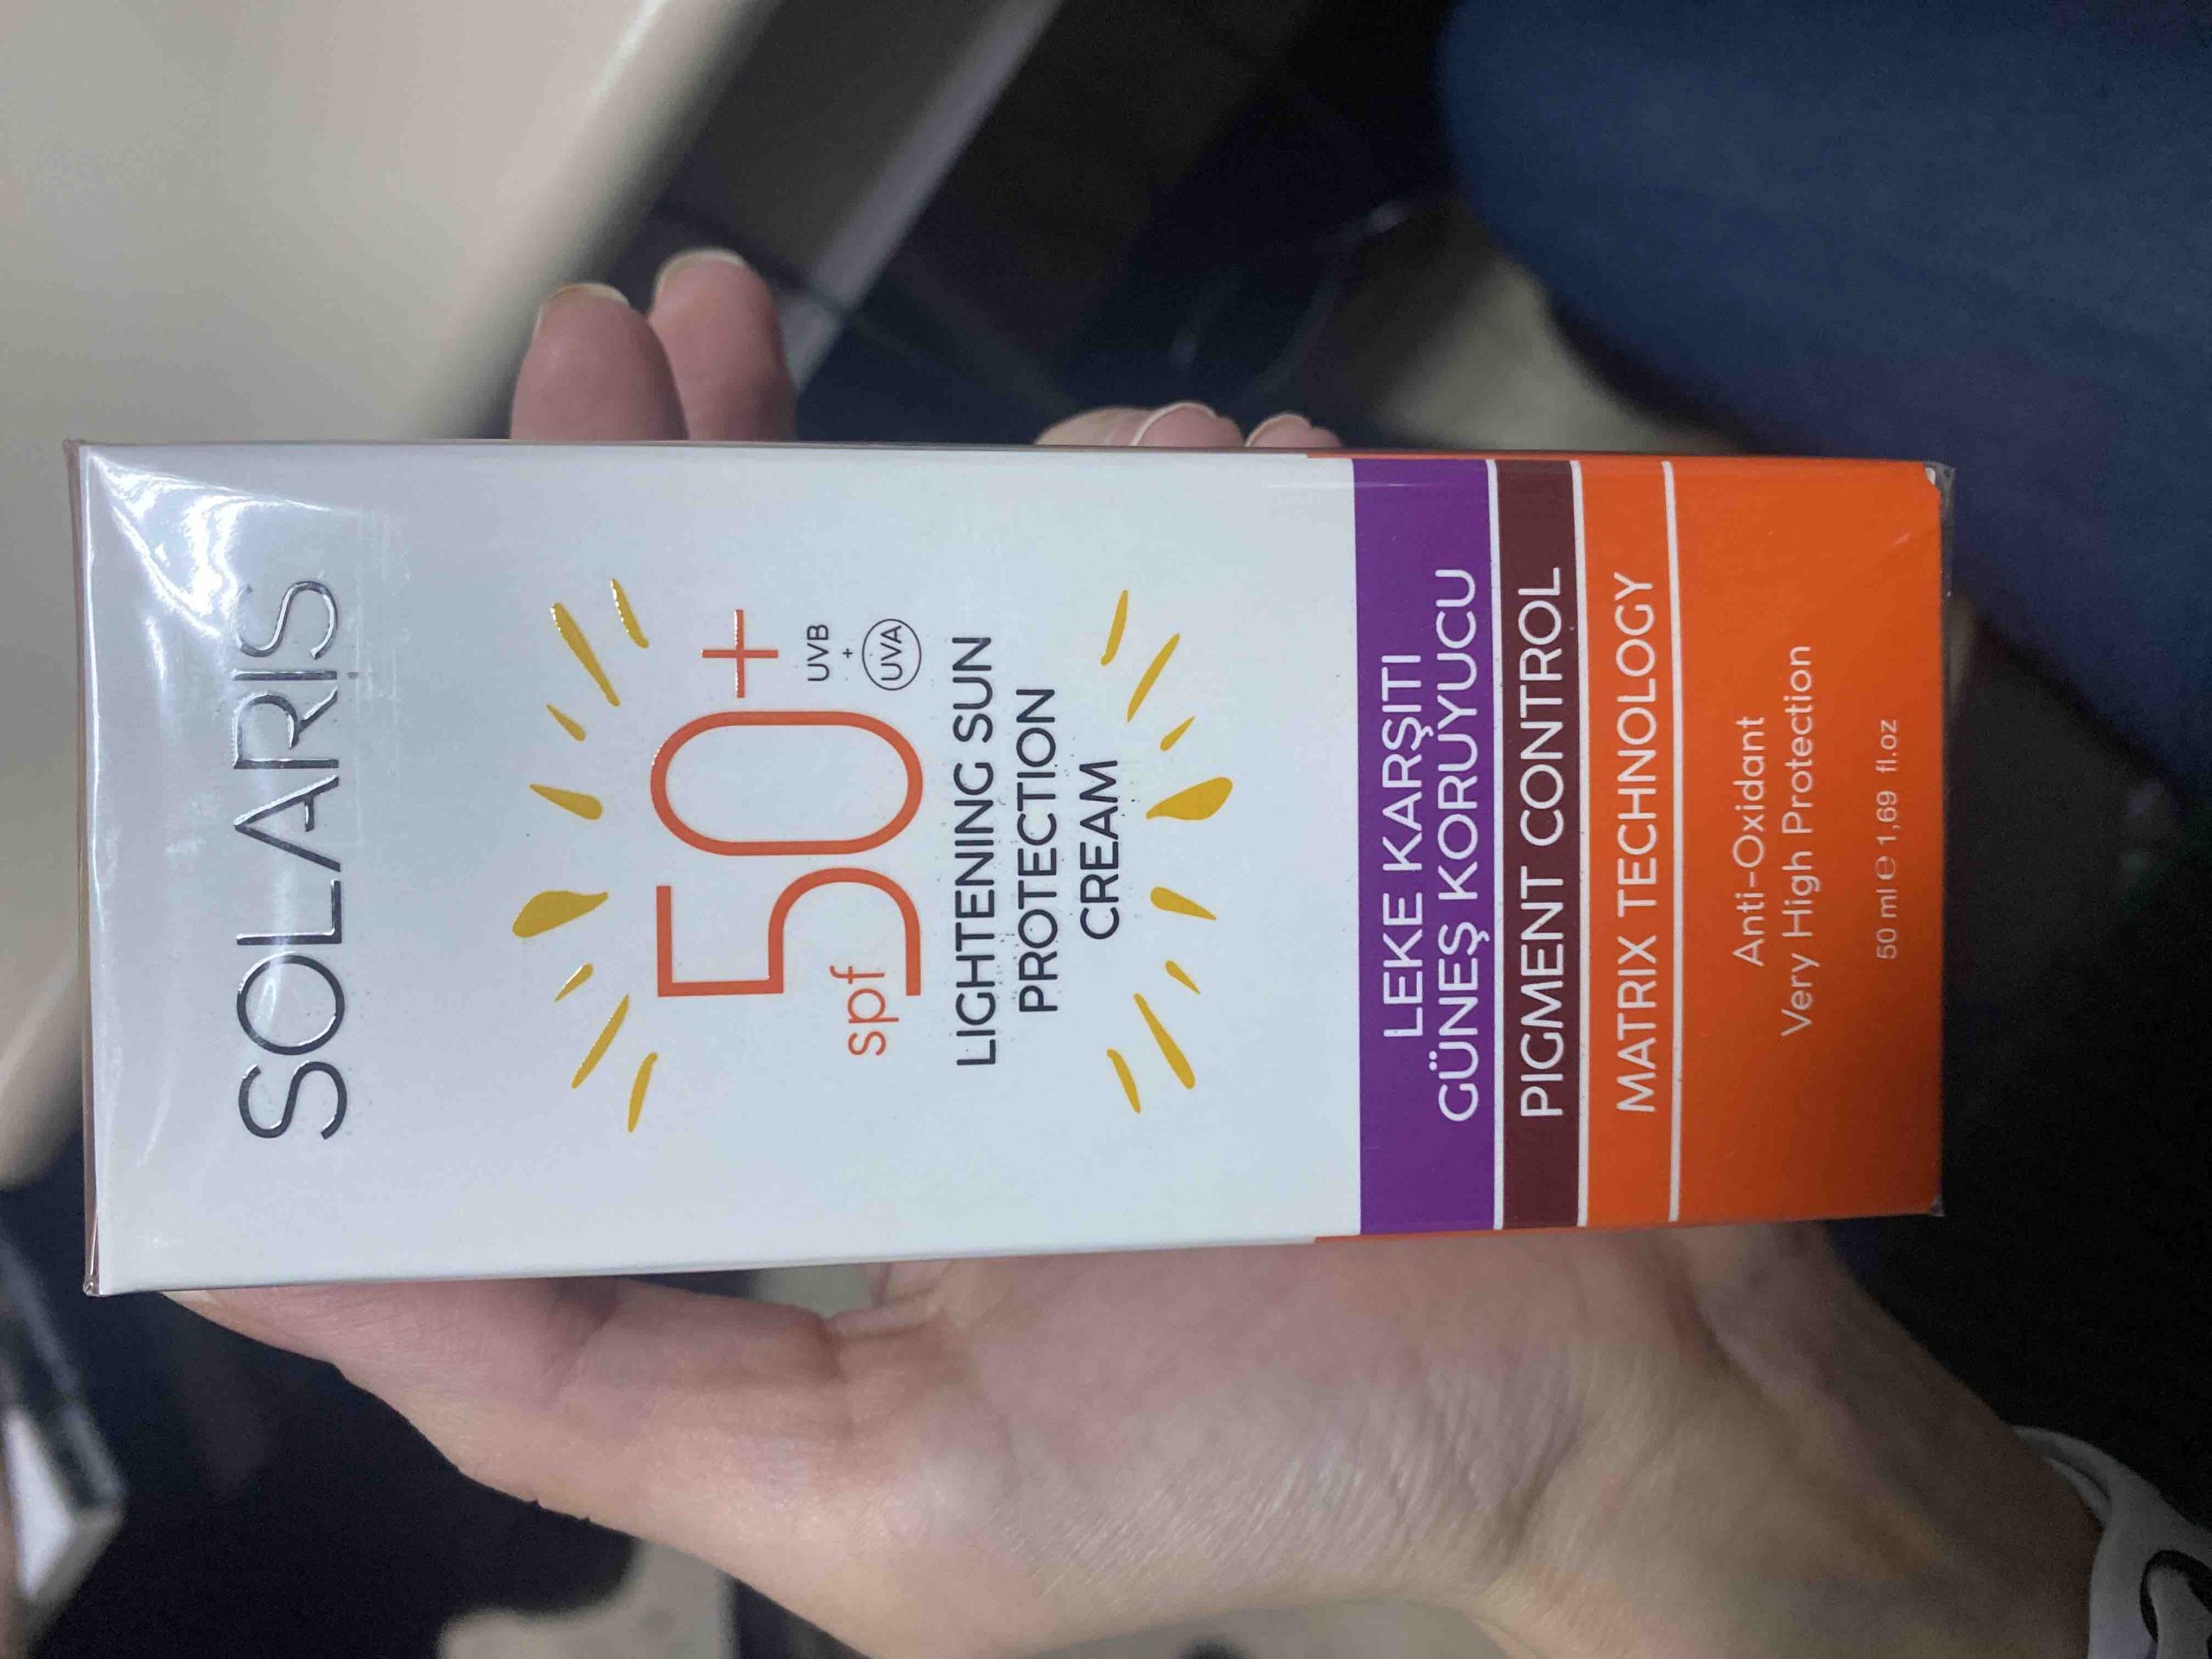 SOLARIS
spf 50+
UVB
+
UVA
LIGHTENING SUN
PROTECTION
CREAM
LEKE KARŞITI
GÜNEŞ KORUYUCU
PIGMENT CONTROL
MATRIX TECHNOLOGY
Anti-Oxidant
Very High Protection
50 ml ℮ 1,69 fl.oz